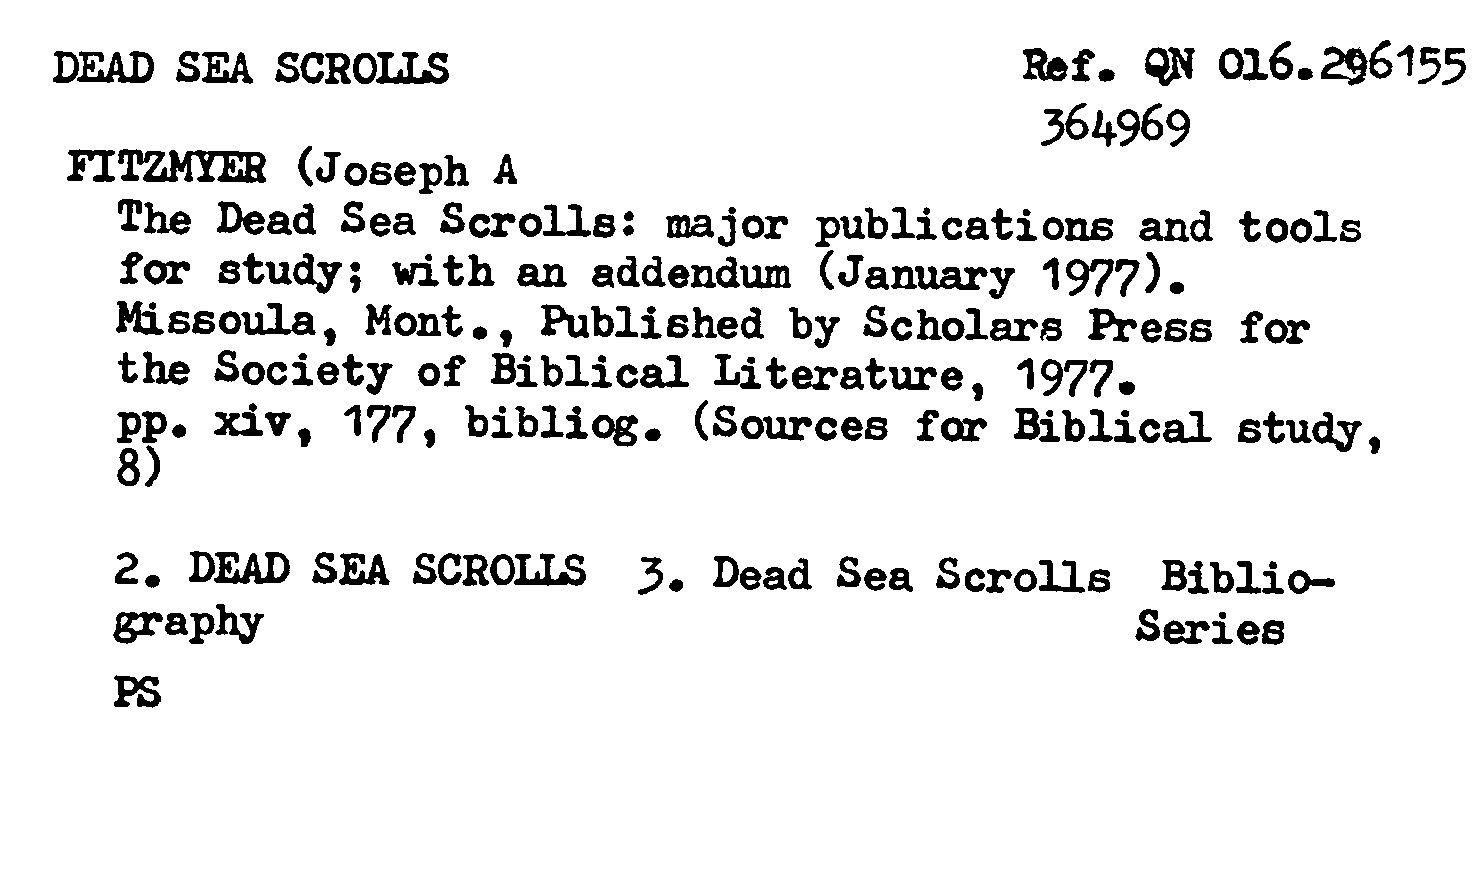 DEAD SEA SCROLLS Ref. QN 016.296155
364969
FITZMYER (Joseph A
The Dead Sea Scrolls: major publications and tools
for study; with an addendum (January 1977).
Missoula, Mont., Published by Scholars Press for
the Society of Biblical Literature, 1977.
pp. xiv, 177, bibliog. (Sources for Biblical study,
8)
2. DEAD SEA SCROLLS 3. Dead Sea Scrolls Biblio-
graphy Series
PS